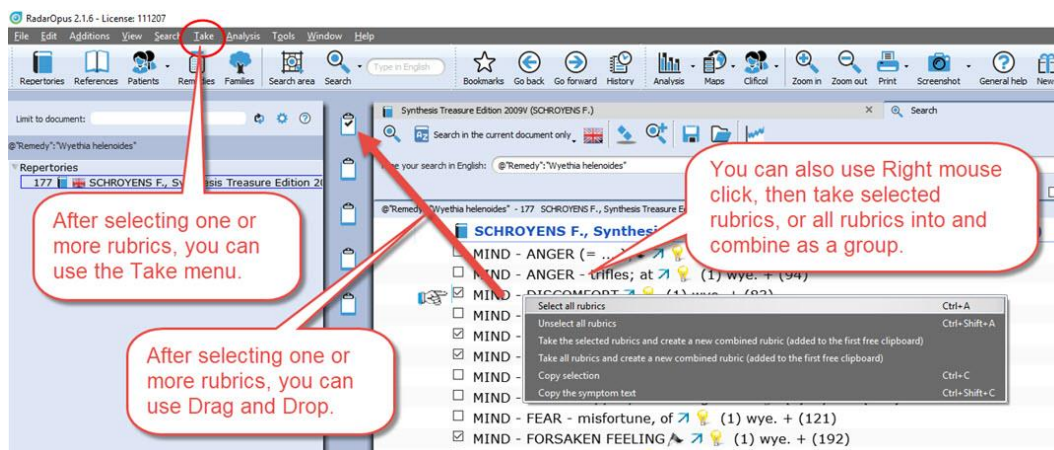 RadarOpus 2.1.6 - License: 111207
File Edit Additions View Search Take Analysis Tools Window Help
Repertories References Patients Remedies Families Search area Search Type in English Bookmarks Go back Go forward History Analysis Maps Clificol Zoom in Zoom out Print Screenshot General help New
Limit to document:
Synthesis Treasure Edition 2009V (SCHROYENS F.) Search
Search in the current document only
@"Remedy":"Wyethia helenoides"
your search in English: @"Remedy":"Wyethia helenoides"
Repertories
177 SCHROYENS F., Synthesis Treasure Edition
@"Remedy":"Wyethia helenoides" - 177 SCHROYENS F., Synthesis Treasure
SCHROYENS F.,
MIND - ANGER (= ...
MIND - ANGER - trifles; at (1) wye. + (94)
MIND - DISCOMFORT (1) wye. + (83)
MIND -
MIND -
MIND -
MIND -
MIND -
MIND - FEAR - misfortune, of (1) wye. + (121)
MIND - FORSAKEN FEELING (1) wye. + (192)
Select all rubrics Ctrl+A
Unselect all rubrics Ctrl+Shift+A
Take the selected rubrics and create a new combined rubric (added to the first free clipboard)
Take all rubrics and create a new combined rubric (added to the first free clipboard)
Copy selection Ctrl+C
Copy the symptom text Ctrl+Shift+C
After selecting one or
more rubrics, you can
use the Take menu.
After selecting one or
more rubrics, you can
use Drag and Drop.
You can also use Right mouse
click, then take selected
rubrics, or all rubrics into and
combine as a group.